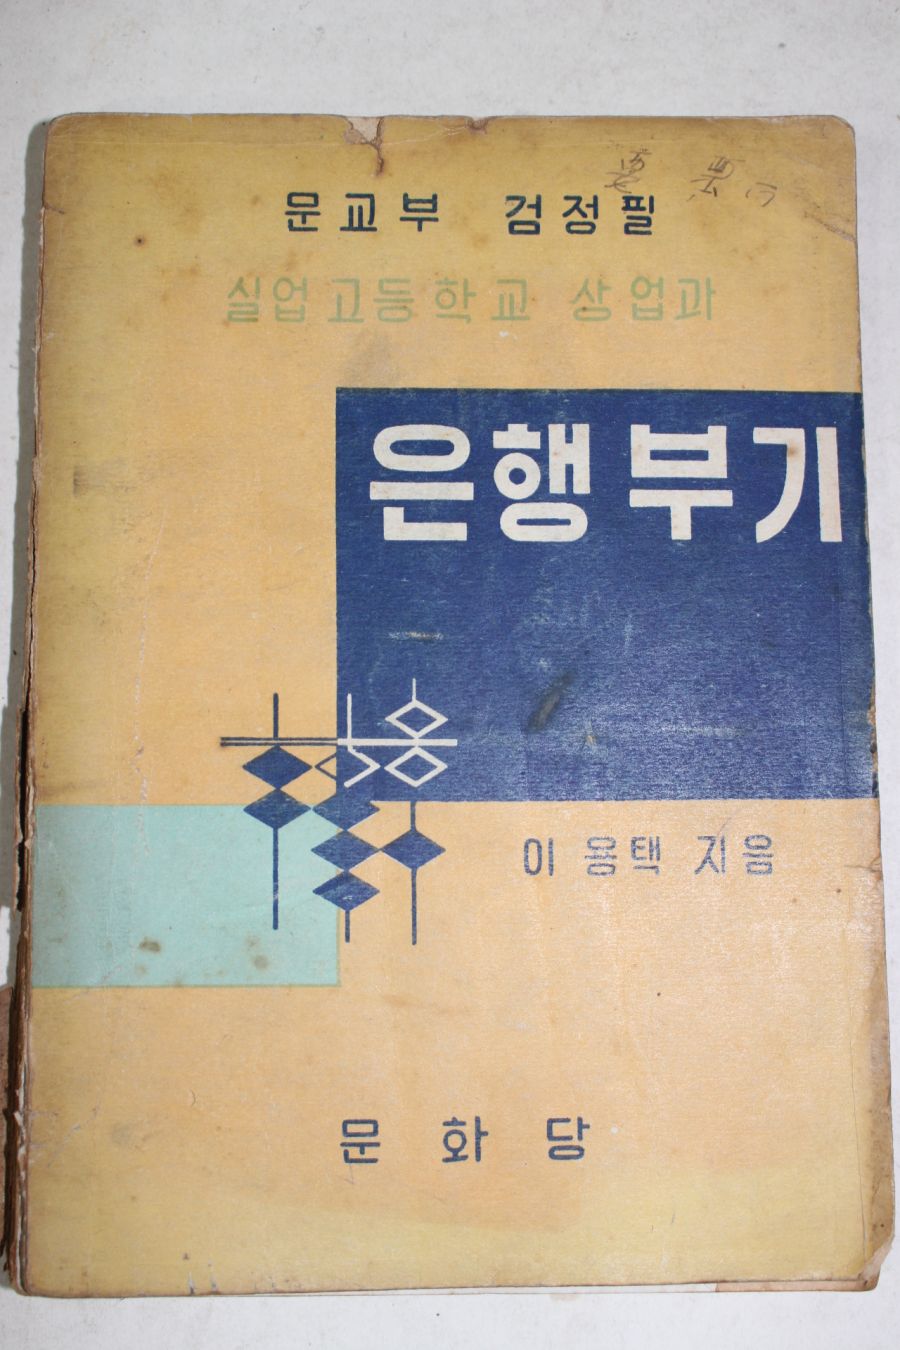 문교부 검정필
실업고등학교 상업과
은행부기
이 용택 지음
문 화 당